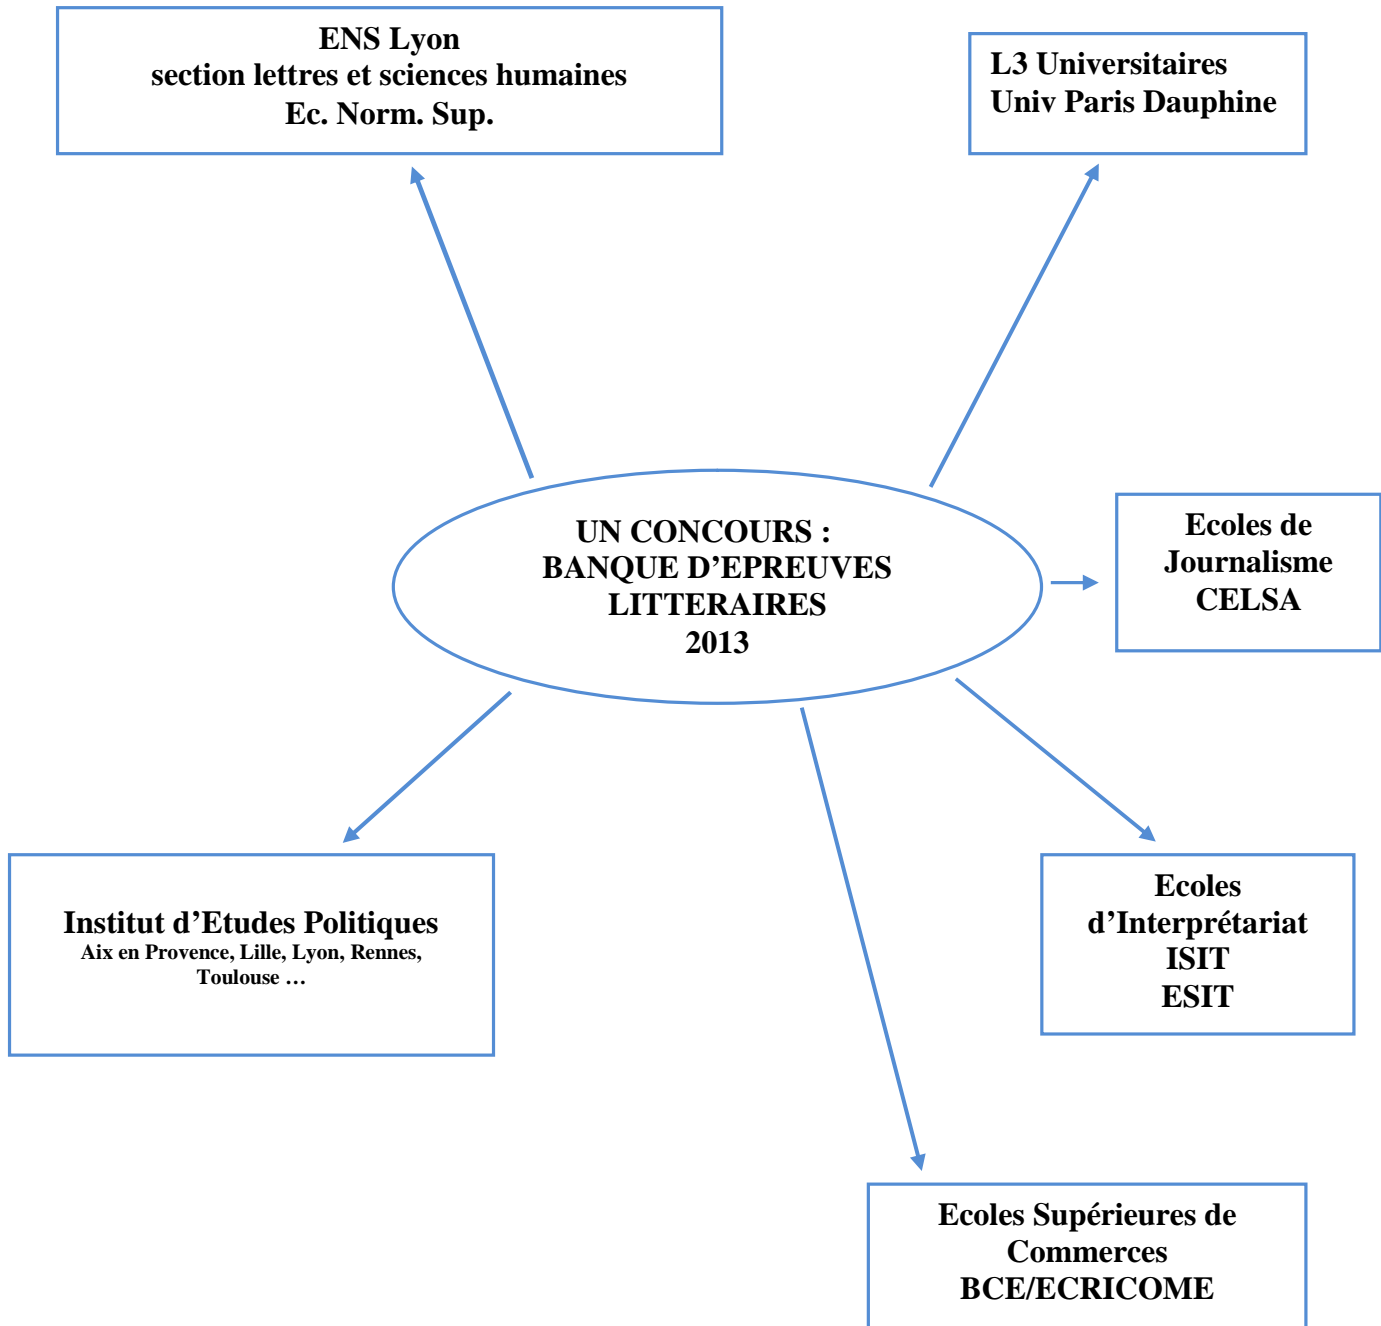 ENS Lyon
section lettres et sciences humaines
Ec. Norm. Sup.
L3 Universitaires
Univ Paris Dauphine
UN CONCOURS :
BANQUE D’EPREUVES
LITTERAIRES
2013
Ecoles de
Journalisme
CELSA
Institut d’Etudes Politiques
Aix en Provence, Lille, Lyon, Rennes,
Toulouse …
Ecoles
d’Interprétariat
ISIT
ESIT
Ecoles Supérieures de
Commerces
BCE/ECRICOME